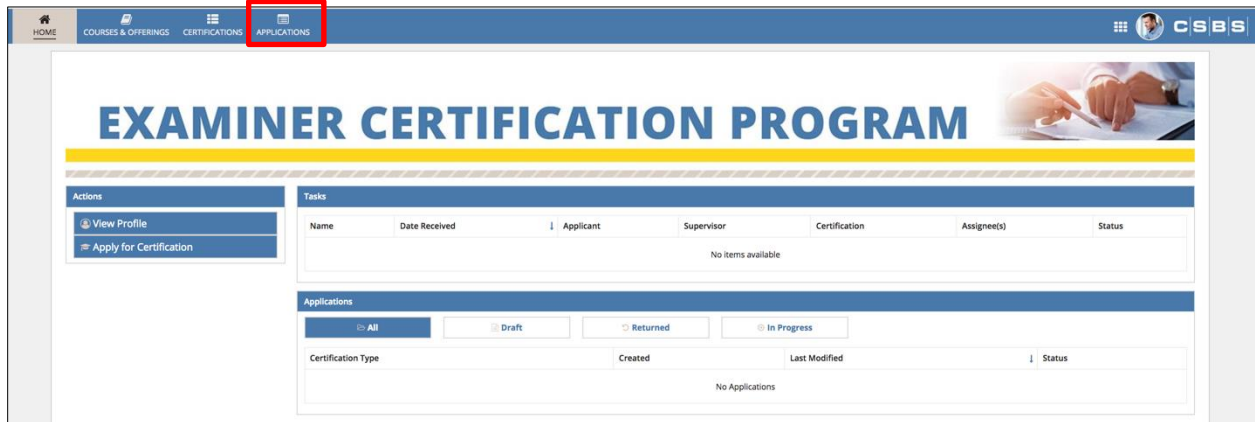 HOME
COURSES & OFFERINGS
CERTIFICATIONS
APPLICATIONS
C|S|B|S
EXAMINER CERTIFICATION PROGRAM
Actions
View Profile
Apply for Certification
Tasks
Name Date Received Applicant Supervisor Certification Assignee(s) Status
No items available
Applications
All Draft Returned In Progress
Certification Type Created Last Modified Status
No Applications